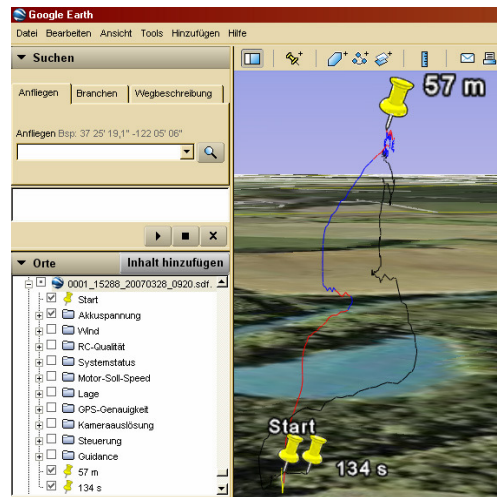 Google Earth
Datei Bearbeiten Ansicht Tools Hinzufügen Hilfe
Suchen
Anfliegen Branchen Wegbeschreibung
Anfliegen Bsp: 37 25' 19,1" -122 05' 06"
Orte Inhalt hinzufügen
0001_15288_20070328_0920.sdf.
Start
Akkuspannung
Wind
RC-Qualität
Systemstatus
Motor-Soll-Speed
Lage
GPS-Genauigkeit
Kameraauslösung
Steuerung
Guidance
57 m
134 s
57 m
Start
134 s